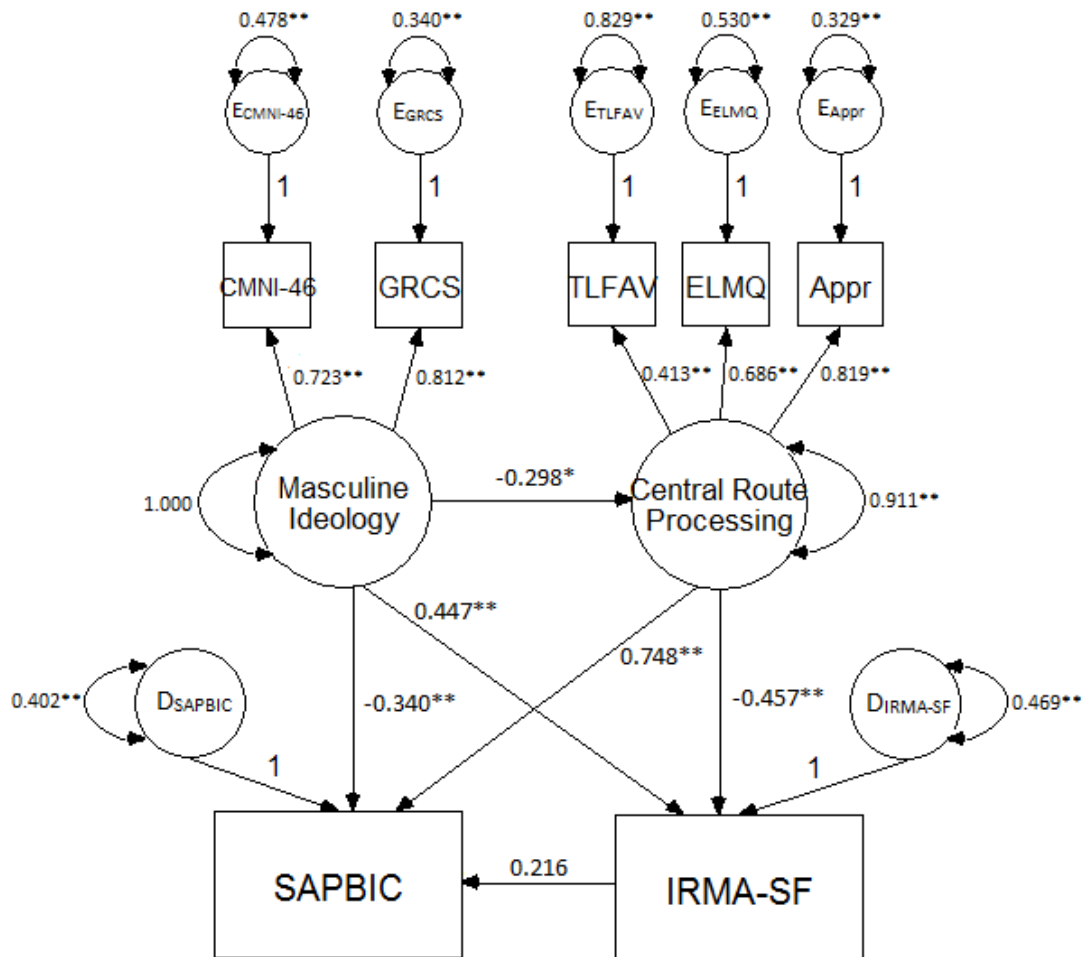 0.478**
0.340**
0.829**
0.530**
0.329**
ECMNI-46
EGRCS
ETLFAV
EELMQ
EAppr
1
1
1
1
1
CMNI-46
GRCS
TLFAV
ELMQ
Appr
0.723**
0.812**
0.413**
0.686**
0.819**
1.000
Masculine
Ideology
-0.298*
Central Route
Processing
0.911**
0.447**
0.748**
0.402**
DSAPBIC
-0.340**
-0.457**
DIRMA-SF
0.469**
1
1
SAPBIC
0.216
IRMA-SF